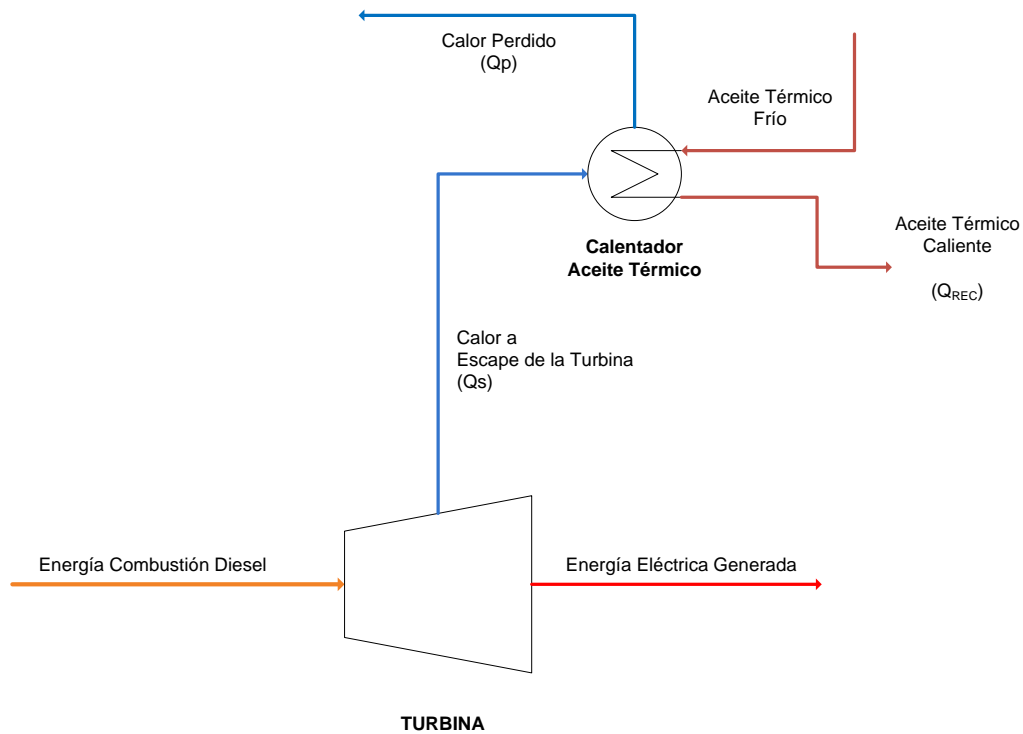 Calor Perdido
(Qp)
Aceite Térmico
Frío
Aceite Térmico
Caliente
(QREC)
Calentador
Aceite Térmico
Calor a
Escape de la Turbina
(Qs)
Energía Combustión Diesel
Energía Eléctrica Generada
TURBINA